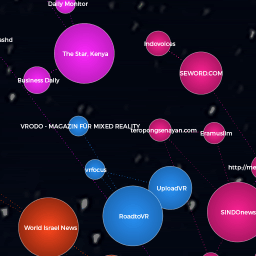 Daily Monitor
ashd
Indovoices
The Star, Kenya
SEWORD.COM
Business Daily
VRODO - MAGAZIN FÜR MIXED REALITY
teropongsenayan.com
Eramuslim
vrfocus
http://me
UploadVR
RoadtoVR
SINDOnews
World Israel News